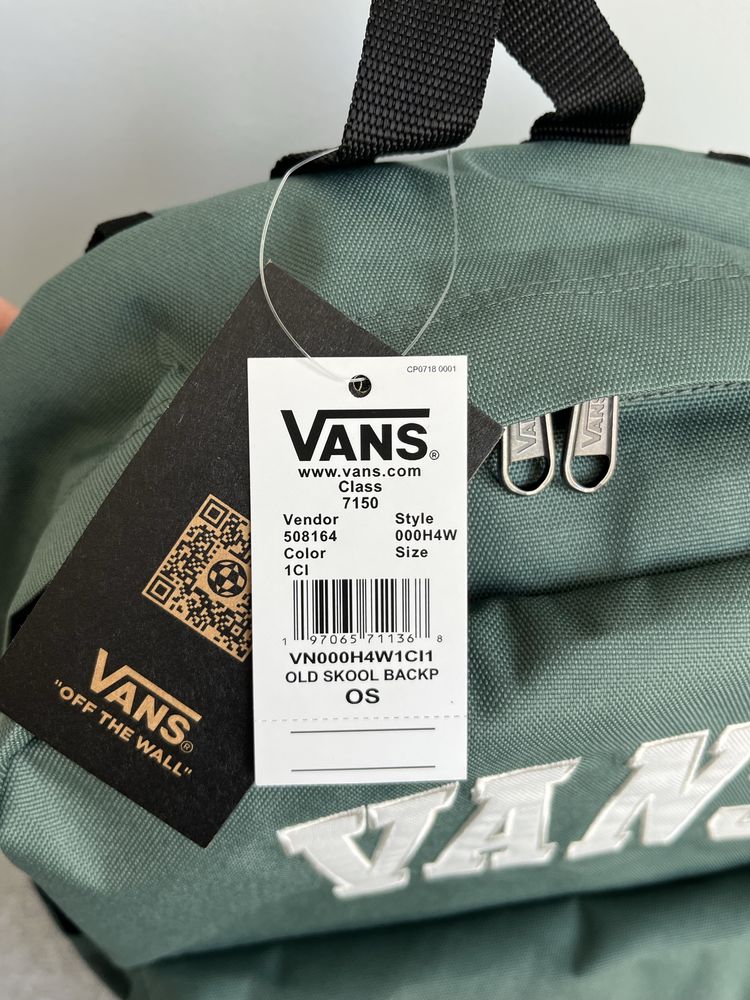 CP0718 0001
VANS®
www.vans.com
Class
7150
Vendor Style
508164 000H4W
Color Size
1CI
1 97065 71136 8
VN000H4W1CI1
OLD SKOOL BACKP
OS
VANS®
"OFF THE WALL"
VANS
VANS
VANS